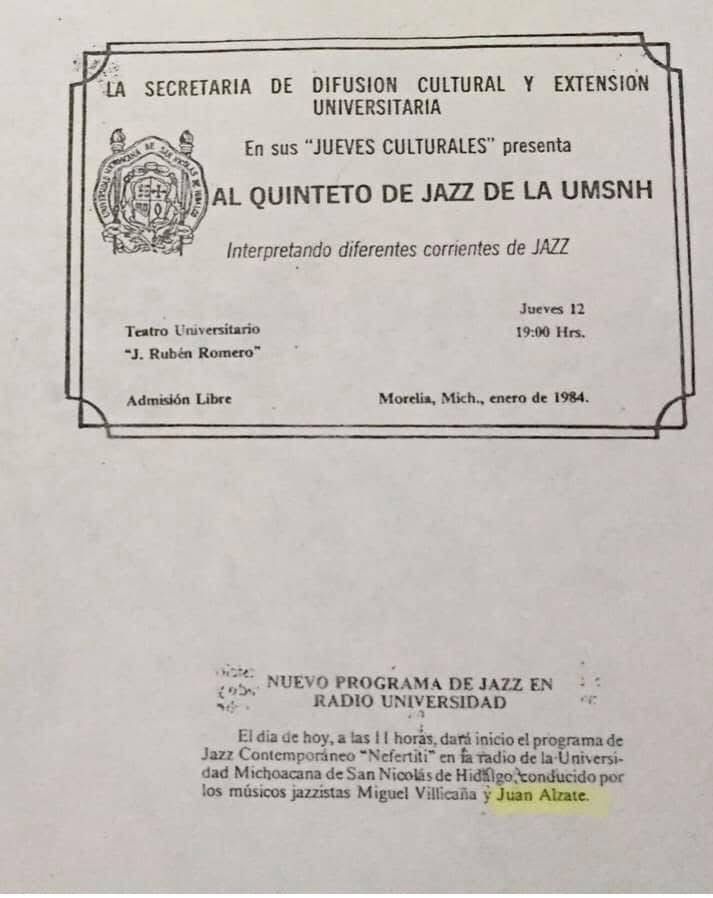 LA SECRETARIA DE DIFUSION CULTURAL Y EXTENSION
UNIVERSITARIA
En sus "JUEVES CULTURALES" presenta
AL QUINTETO DE JAZZ DE LA UMSNH
Interpretando diferentes corrientes de JAZZ
Jueves 12
Teatro Universitario
19:00 Hrs.
"J. Rubén Romero"
Admisión Libre
Morelia, Mich., enero de 1984.
NUEVO PROGRAMA DE JAZZ EN
RADIO UNIVERSIDAD
El día de hoy, a las 11 horas, dará inicio el programa de
Jazz Contemporáneo "Nefertiti" en la radio de la Universi-
dad Michoacana de San Nicolás de Hidalgo, conducido por
los músicos jazzistas Miguel Villicaña y Juan Alzate.